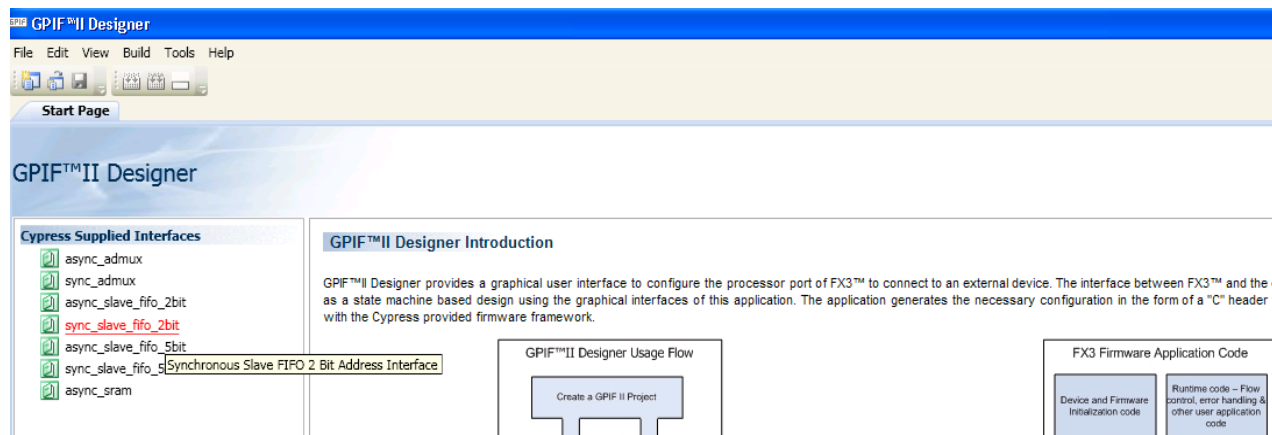 GPIF GPIF™II Designer
File Edit View Build Tools Help
Start Page
GPIF™II Designer
Cypress Supplied Interfaces
async_admux
sync_admux
async_slave_fifo_2bit
sync_slave_fifo_2bit
async_slave_fifo_5bit
sync_slave_fifo_5
Synchronous Slave FIFO 2 Bit Address Interface
async_sram
GPIF™II Designer Introduction
GPIF™II Designer provides a graphical user interface to configure the processor port of FX3™ to connect to an external device. The interface between FX3™ and the
as a state machine based design using the graphical interfaces of this application. The application generates the necessary configuration in the form of a "C" header
with the Cypress provided firmware framework.
GPIF™II Designer Usage Flow
Create a GPIF II Project
FX3 Firmware Application Code
Device and Firmware
Initialization code
Runtime code – Flow
control, error handling &
other user application
code